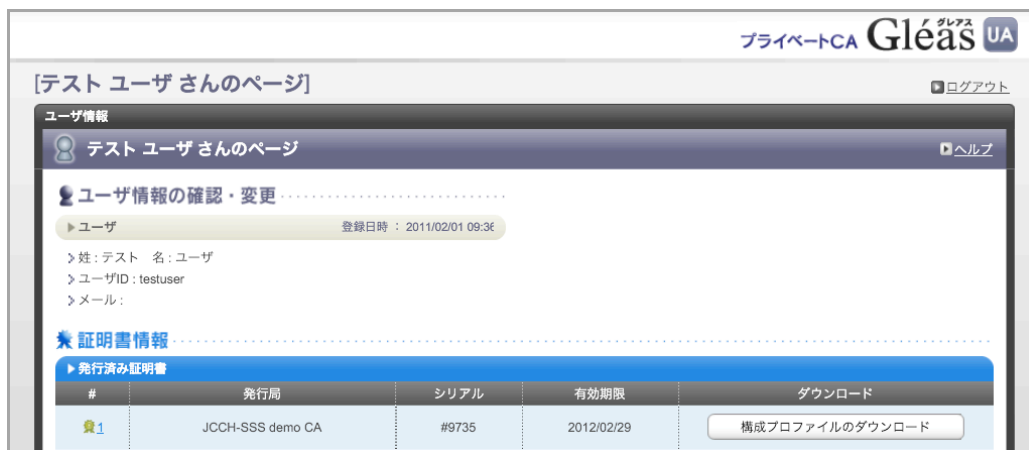 プライベートCA Gléas グレアス UA
[テスト ユーザ さんのページ]
ログアウト
ユーザ情報
テスト ユーザ さんのページ
ヘルプ
ユーザ情報の確認・変更
ユーザ 登録日時 : 2011/02/01 09:36
姓 : テスト 名 : ユーザ
ユーザID : testuser
メール :
証明書情報
発行済み証明書
# 発行局 シリアル 有効期限 ダウンロード
1 JCCH-SSS demo CA #9735 2012/02/29 構成プロファイルのダウンロード